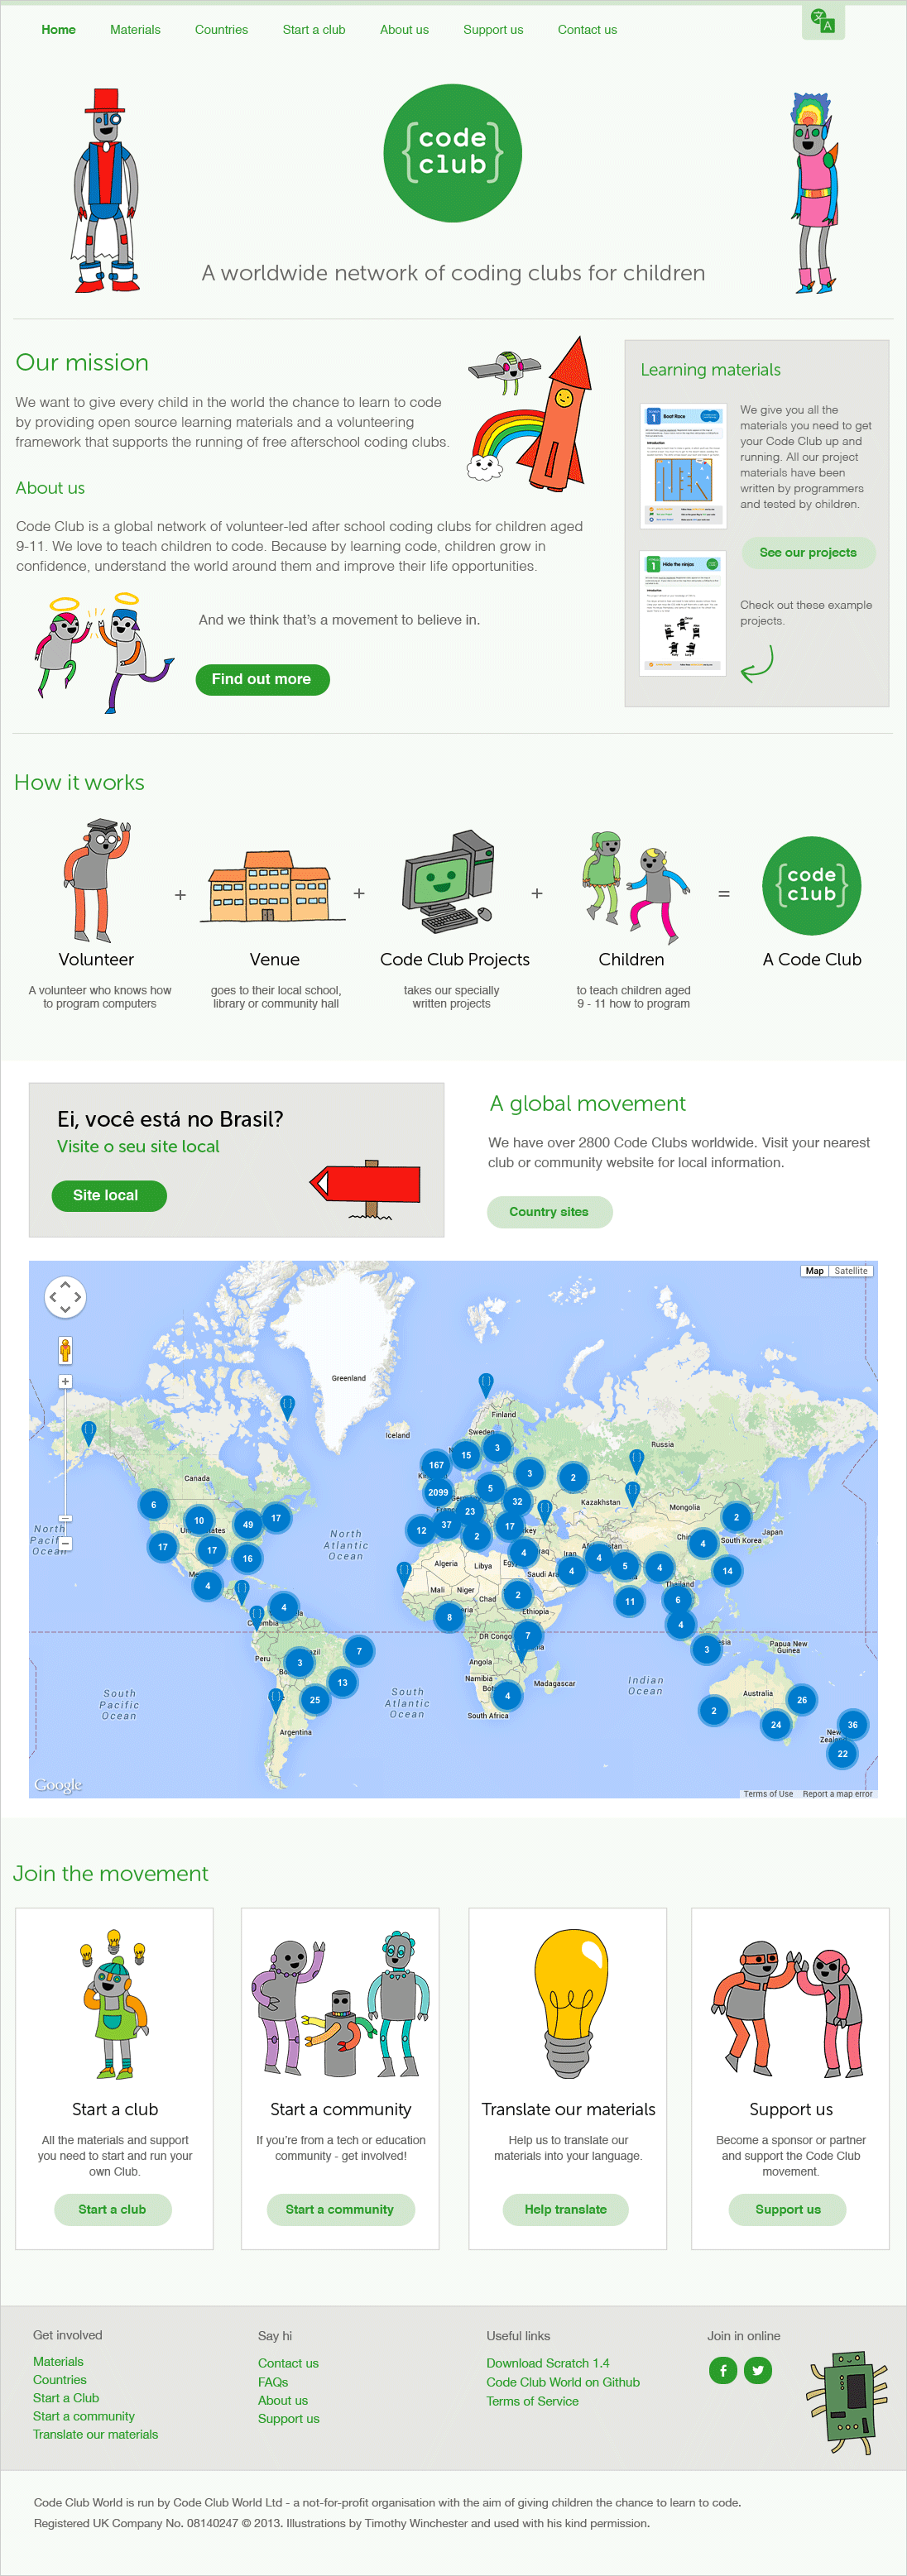 Home Materials Countries Start a club About us Support us Contact us
文 A
{code
club}
A worldwide network of coding clubs for children
Our mission
We want to give every child in the world the chance to learn to code
by providing open source learning materials and a volunteering
framework that supports the running of free afterschool coding clubs.
About us
Code Club is a global network of volunteer-led after school coding clubs for children aged
9-11. We love to teach children to code. Because by learning code, children grow in
confidence, understand the world around them and improve their life opportunities.
And we think that's a movement to believe in.
Find out more
Learning materials
1 Boat Race
Introduction
We give you all the
materials you need to get
your Code Club up and
running. All our project
materials have been
written by programmers
and tested by children.
See our projects
1 Hide the ninjas
Introduction
Check out these example
projects.
How it works
+ + + =
{code
club}
Volunteer
A volunteer who knows how
to program computers
Venue
goes to their local school,
library or community hall
Code Club Projects
takes our specially
written projects
Children
to teach children aged
9 - 11 how to program
A Code Club
Ei, você está no Brasil?
Visite o seu site local
Site local
A global movement
We have over 2800 Code Clubs worldwide. Visit your nearest
club or community website for local information.
Country sites
Map Satellite
Greenland
Iceland
Finland
Sweden
Russia
Canada
Kazakhstan
Mongolia
Japan
South Korea
North
Pacific
Ocean
North
Atlantic
Ocean
Algeria
Libya
Mali
Niger
Chad
Ethiopia
DR Congo
Angola
Namibia
Madagascar
South Africa
Iran
Thailand
Papua New
Guinea
Australia
Peru
Argentina
South
Pacific
Ocean
South
Atlantic
Ocean
Indian
Ocean
167
15
3
3
2
2099
5
32
23
12
37
2
17
4
6
10
49
17
17
17
16
4
4
4
4
5
4
4
2
14
11
6
4
3
2
8
7
4
7
3
13
25
2
26
24
36
22
Google
Terms of Use Report a map error
Join the movement
Start a club
All the materials and support
you need to start and run your
own Club.
Start a club
Start a community
If you're from a tech or education
community - get involved!
Start a community
Translate our materials
Help us to translate our
materials into your language.
Help translate
Support us
Become a sponsor or partner
and support the Code Club
movement.
Support us
Get involved
Materials
Countries
Start a Club
Start a community
Translate our materials
Say hi
Contact us
FAQs
About us
Support us
Useful links
Download Scratch 1.4
Code Club World on Github
Terms of Service
Join in online
Code Club World is run by Code Club World Ltd - a not-for-profit organisation with the aim of giving children the chance to learn to code.
Registered UK Company No. 08140247 © 2013. Illustrations by Timothy Winchester and used with his kind permission.